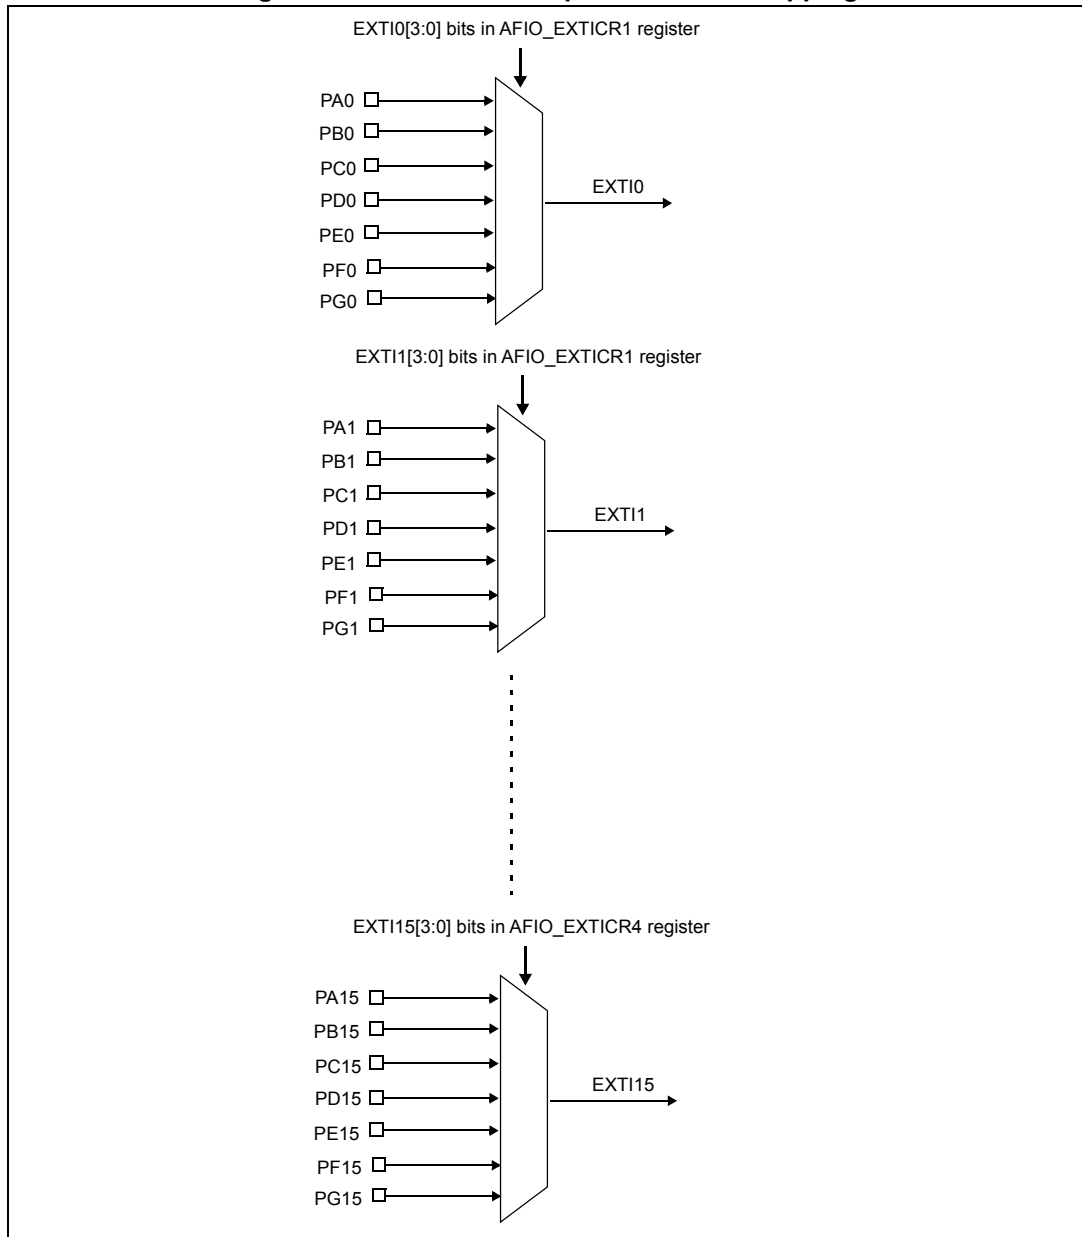 EXTI0[3:0] bits in AFIO_EXTICR1 register
PA0
PB0
PC0
PD0
EXTI0
PE0
PF0
PG0
EXTI1[3:0] bits in AFIO_EXTICR1 register
PA1
PB1
PC1
PD1
EXTI1
PE1
PF1
PG1
EXTI15[3:0] bits in AFIO_EXTICR4 register
PA15
PB15
PC15
PD15
EXTI15
PE15
PF15
PG15